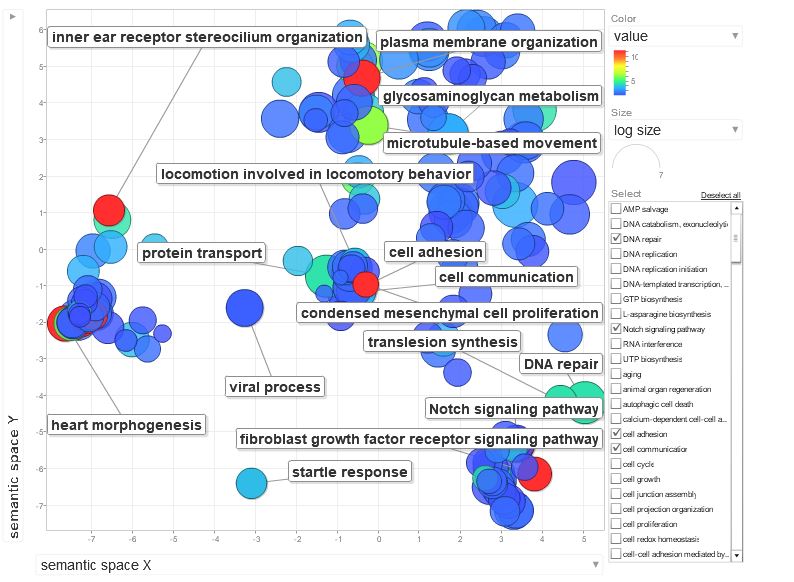 inner ear receptor stereocilium organization
plasma membrane organization
glycosaminoglycan metabolism
microtubule-based movement
locomotion involved in locomotory behavior
protein transport
cell adhesion
cell communication
condensed mesenchymal cell proliferation
translesion synthesis
DNA repair
viral process
Notch signaling pathway
heart morphogenesis
fibroblast growth factor receptor signaling pathway
startle response
6
5
4
3
2
1
0
-1
-2
-3
-4
-5
-6
-7
semantic space Y
-7
-6
-5
-4
-3
-2
-1
0
1
2
3
4
5
semantic space X
Color
value
10
5
Size
log size
7
Select
Deselect all
AMP salvage
DNA catabolism, exonucleolytic
DNA repair
DNA replication
DNA replication initiation
DNA-templated transcription, ...
GTP biosynthesis
L-asparagine biosynthesis
Notch signaling pathway
RNA interference
UTP biosynthesis
aging
animal organ regeneration
autophagic cell death
calcium-dependent cell-cell a...
cell adhesion
cell communication
cell cycle
cell growth
cell junction assembly
cell projection organization
cell proliferation
cell redox homeostasis
cell-cell adhesion mediated by...